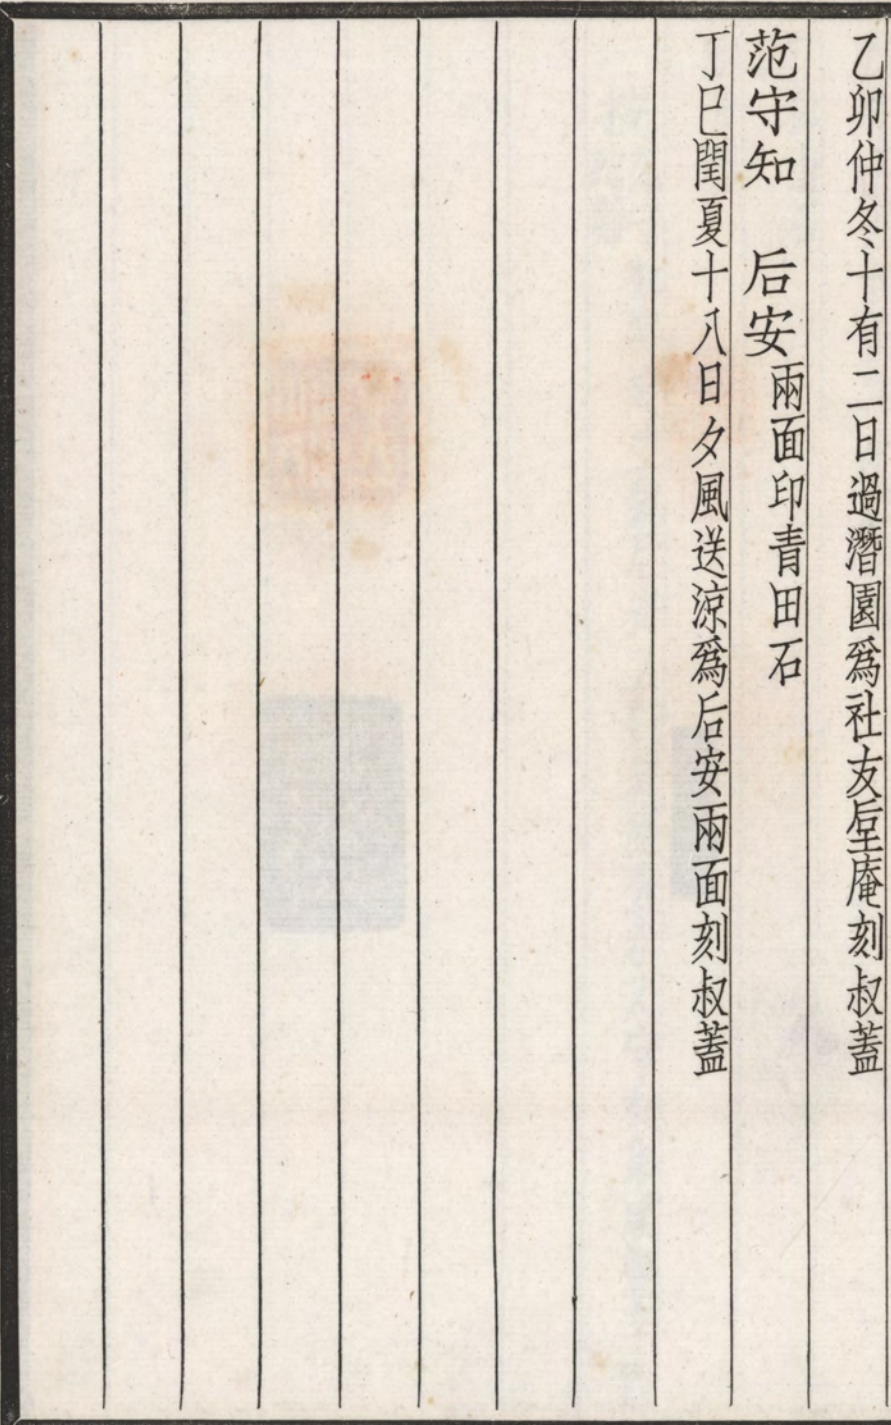 乙卯仲冬十有二日過潛園爲社友堊庵刻叔蓋
范守知　后安兩面印青田石
丁巳閏夏十八日夕風送涼爲后安兩面刻叔蓋